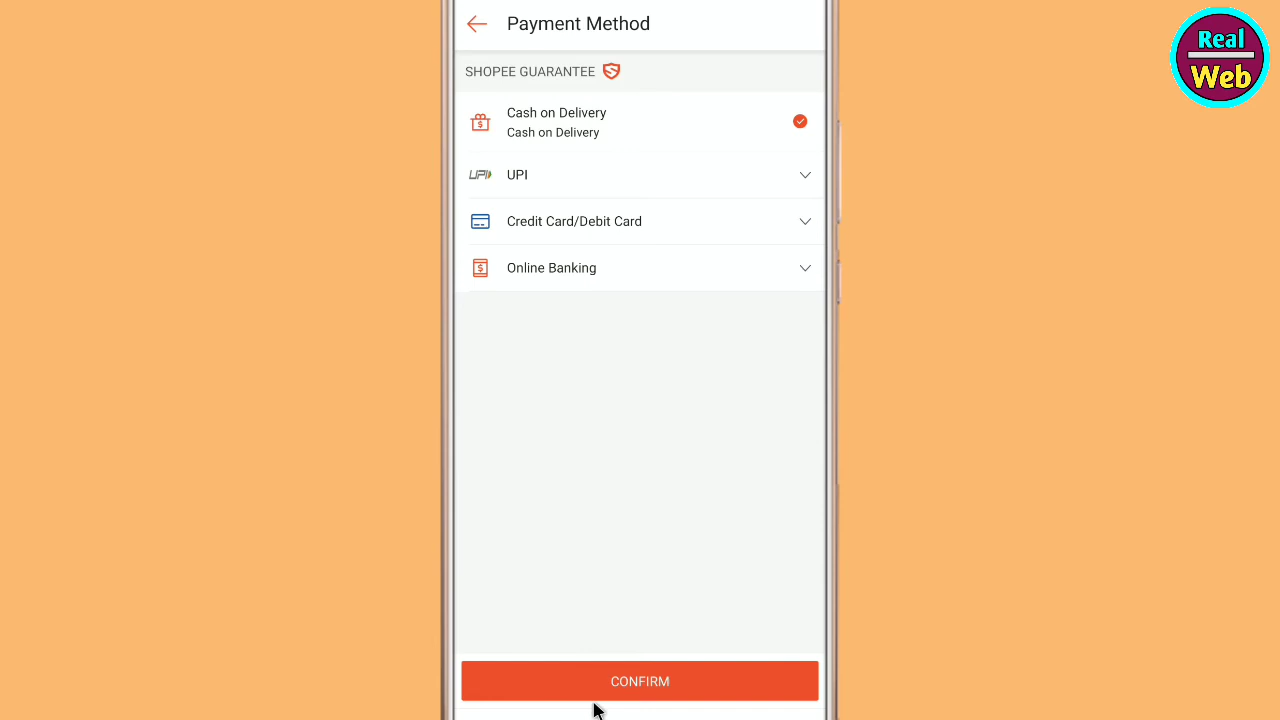 Payment Method
Real
Web
SHOPEE GUARANTEE
Cash on Delivery
Cash on Delivery
UPI
UPI
Credit Card/Debit Card
Online Banking
CONFIRM